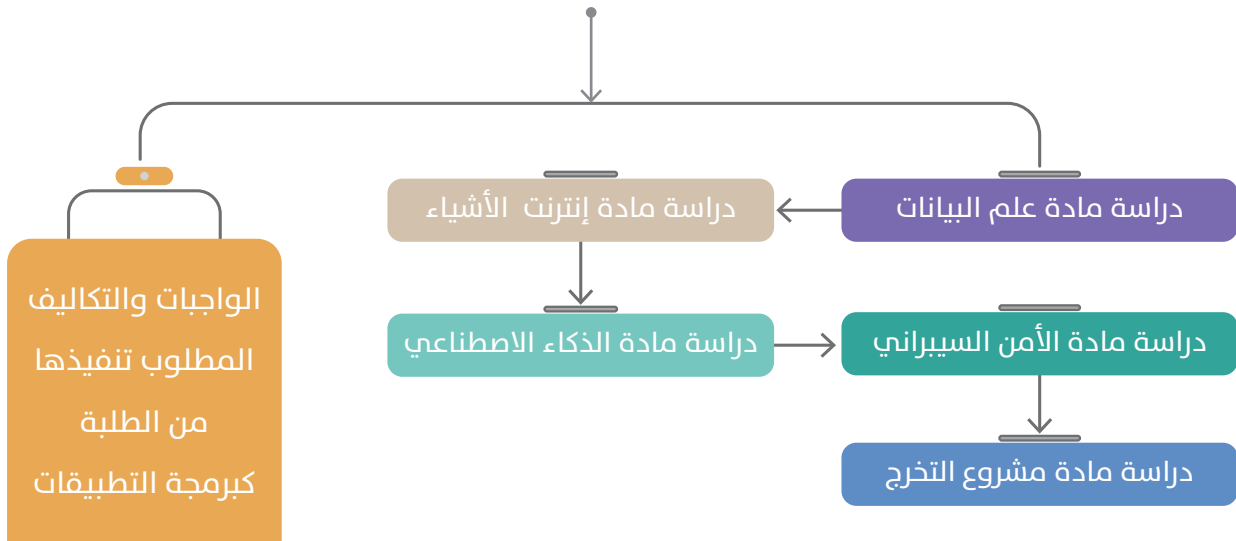 دراسة مادة علم البيانات
دراسة مادة إنترنت الأشياء
دراسة مادة الذكاء الاصطناعي
دراسة مادة الأمن السيبراني
دراسة مادة مشروع التخرج
الواجبات والتكاليف
المطلوب تنفيذها
من الطلبة
كبرمجة التطبيقات